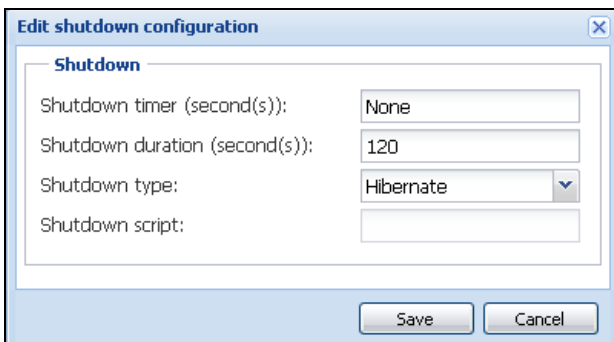 Edit shutdown configuration
Shutdown
Shutdown timer (second(s)): None
Shutdown duration (second(s)): 120
Shutdown type: Hibernate
Shutdown script:
Save Cancel